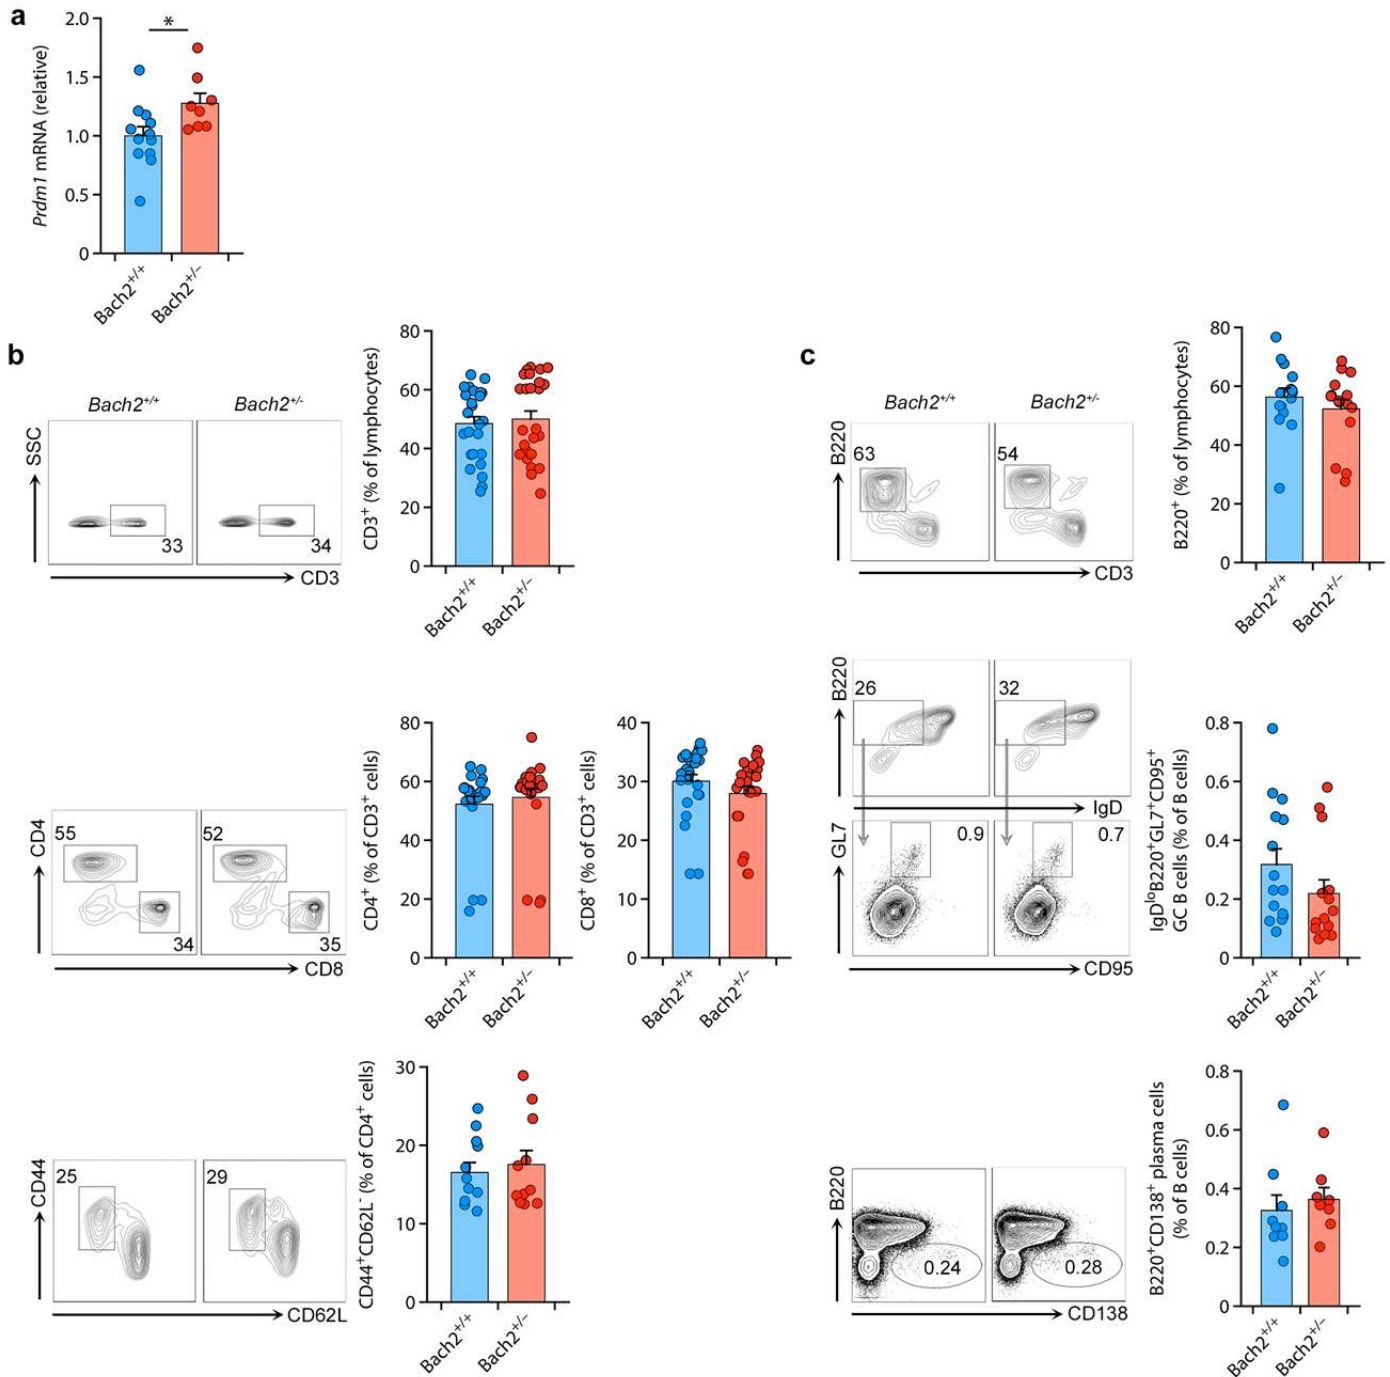 a
2.0
1.5
1.0
0.5
0
Prdm1 mRNA (relative)
*
Bach2+/+
Bach2+/−
b
Bach2+/+
Bach2+/-
SSC
33
34
CD3
80
60
40
20
0
CD3+ (% of lymphocytes)
Bach2+/+
Bach2+/−
CD4
55
52
34
35
CD8
80
60
40
20
0
CD4+ (% of CD3+ cells)
Bach2+/+
Bach2+/−
40
30
20
10
0
CD8+ (% of CD3+ cells)
Bach2+/+
Bach2+/−
CD44
25
29
CD62L
30
20
10
0
CD44+CD62L- (% of CD4+ cells)
Bach2+/+
Bach2+/−
c
Bach2+/+
Bach2+/-
B220
63
54
CD3
80
60
40
20
0
B220+ (% of lymphocytes)
Bach2+/+
Bach2+/−
B220
26
32
IgD
GL7
0.9
0.7
CD95
0.8
0.6
0.4
0.2
0
IgDloB220+GL7+CD95+
GC B cells (% of B cells)
Bach2+/+
Bach2+/−
B220
0.24
0.28
CD138
0.8
0.6
0.4
0.2
0
B220+CD138+ plasma cells
(% of B cells)
Bach2+/+
Bach2+/−